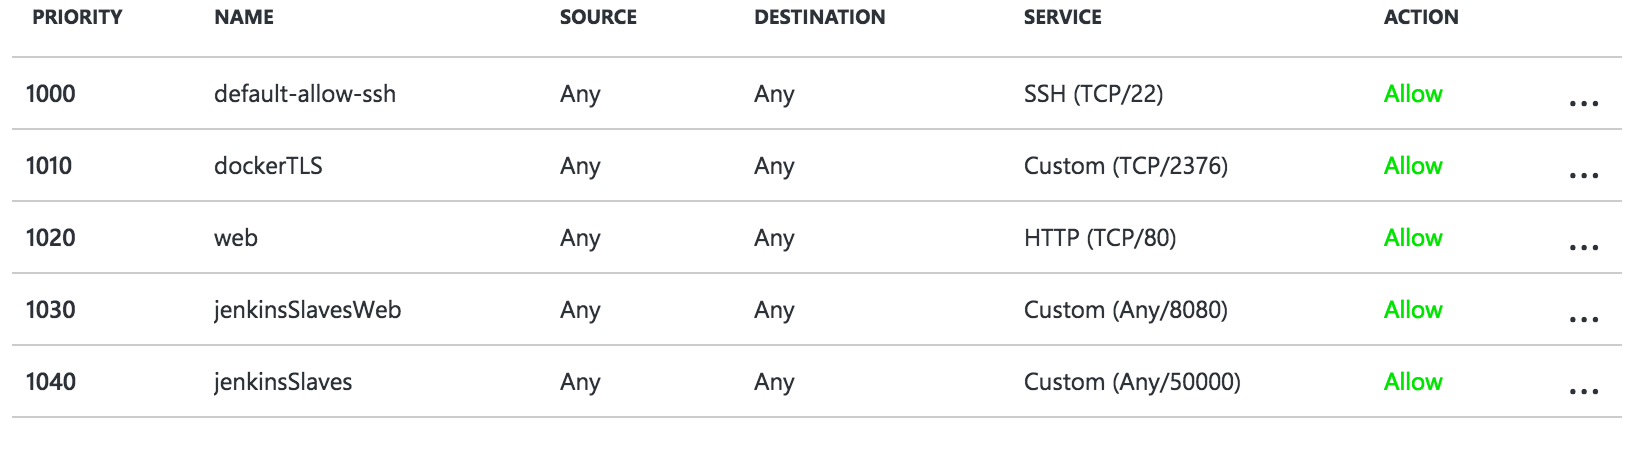 PRIORITY NAME SOURCE DESTINATION SERVICE ACTION
1000 default-allow-ssh Any Any SSH (TCP/22) Allow ...
1010 dockerTLS Any Any Custom (TCP/2376) Allow ...
1020 web Any Any HTTP (TCP/80) Allow ...
1030 jenkinsSlavesWeb Any Any Custom (Any/8080) Allow ...
1040 jenkinsSlaves Any Any Custom (Any/50000) Allow ...